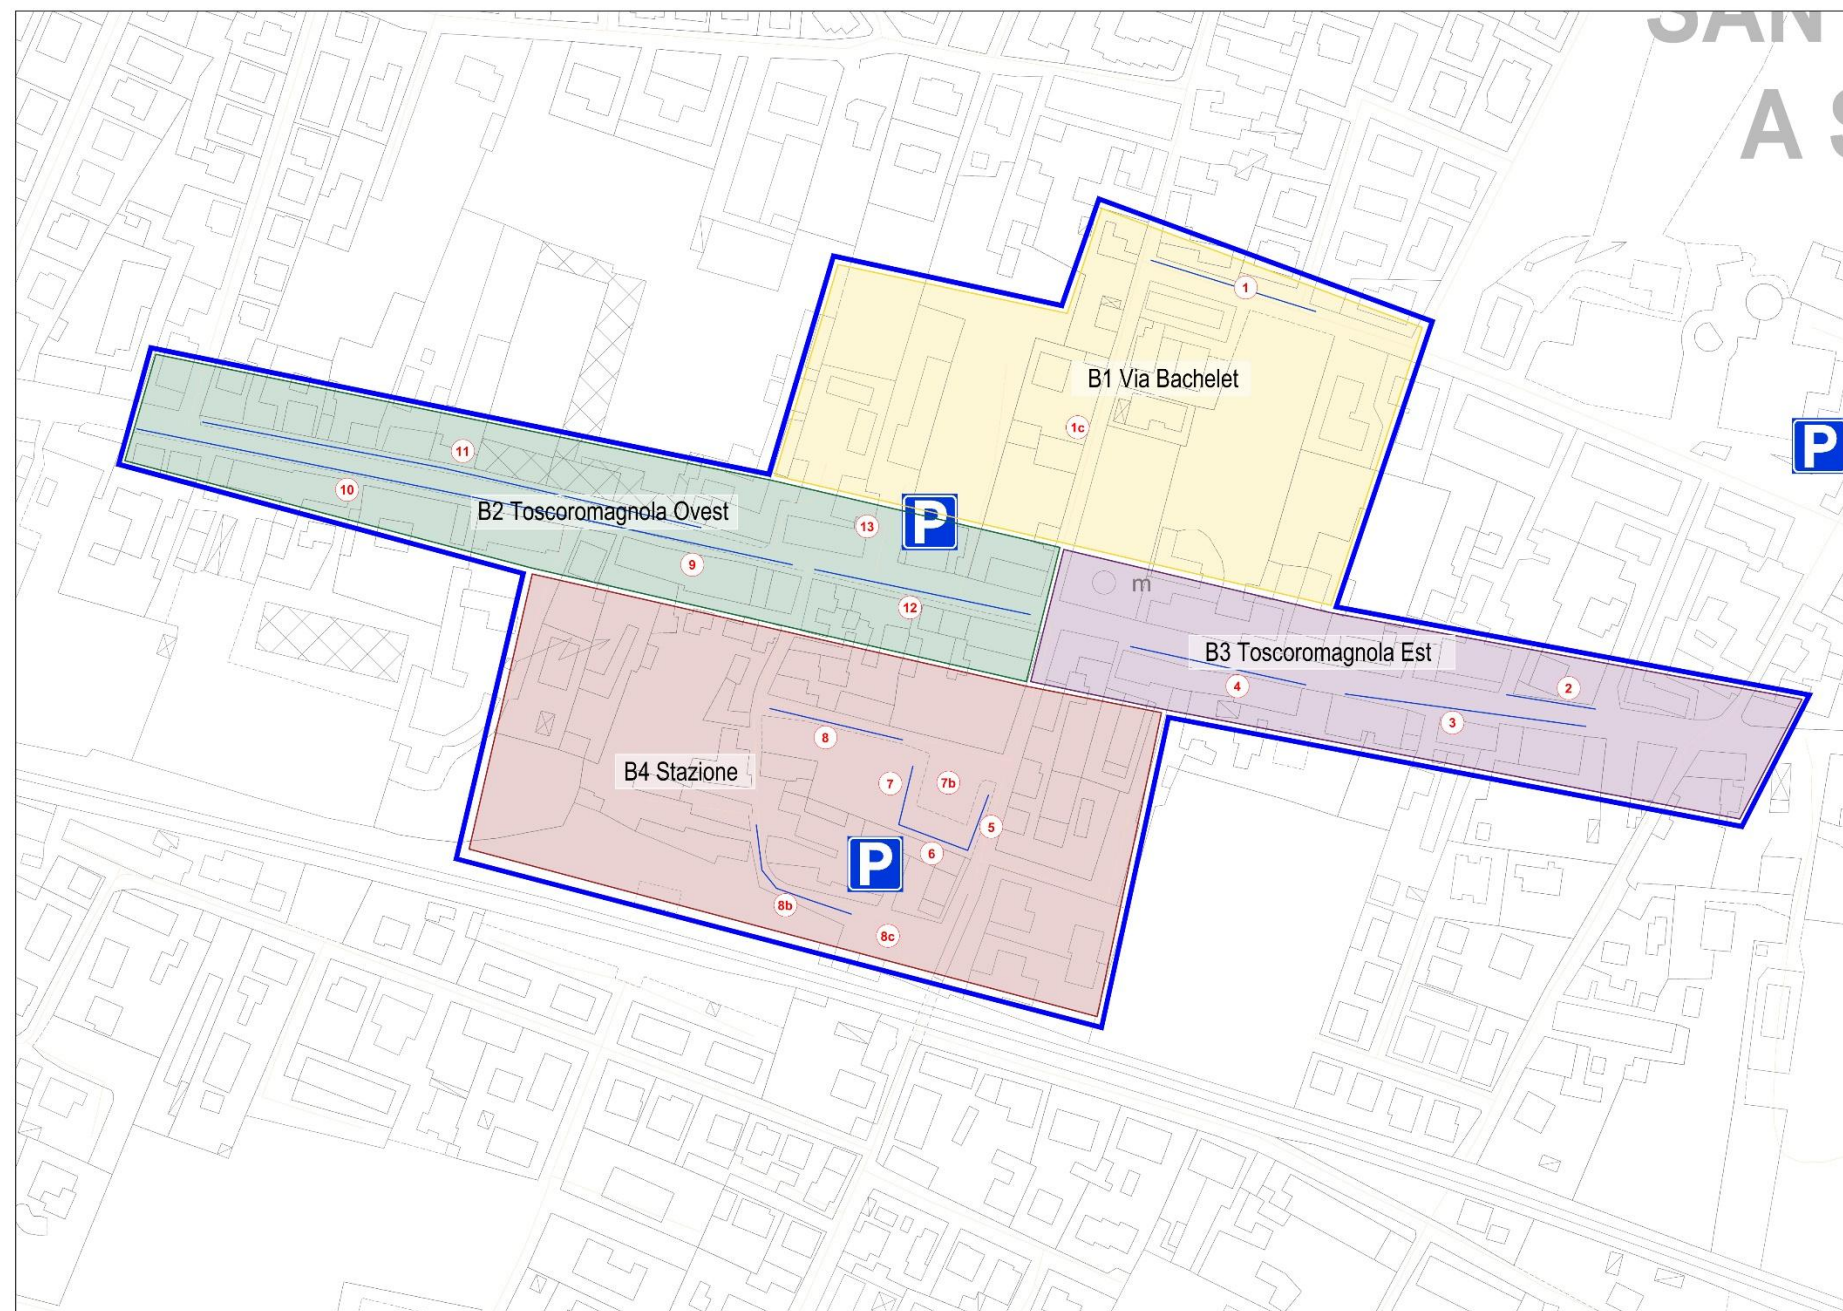 SAN
A S
1
B1 Via Bachelet
1c
P
11
10
B2 Toscoromagnola Ovest
13
P
9
12
m
B3 Toscoromagnola Est
4
2
3
8
B4 Stazione
7
7b
5
6
P
8b
8c